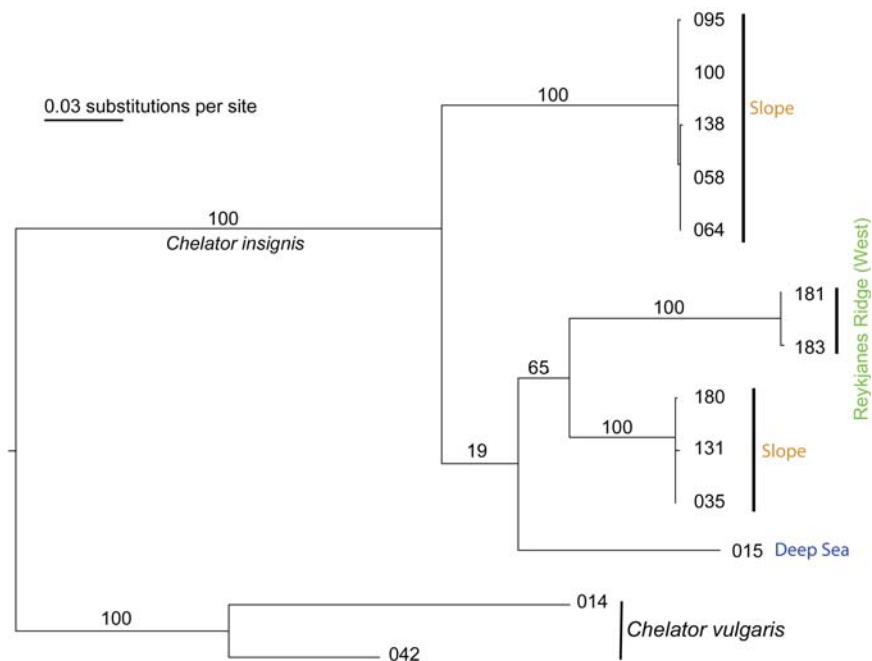 095
0.03 substitutions per site
100
100
Slope
138
058
100
Chelator insignis
064
Reykjanes Ridge (West)
181
100
183
65
180
100
131
Slope
19
035
015 Deep Sea
014
100
Chelator vulgaris
042